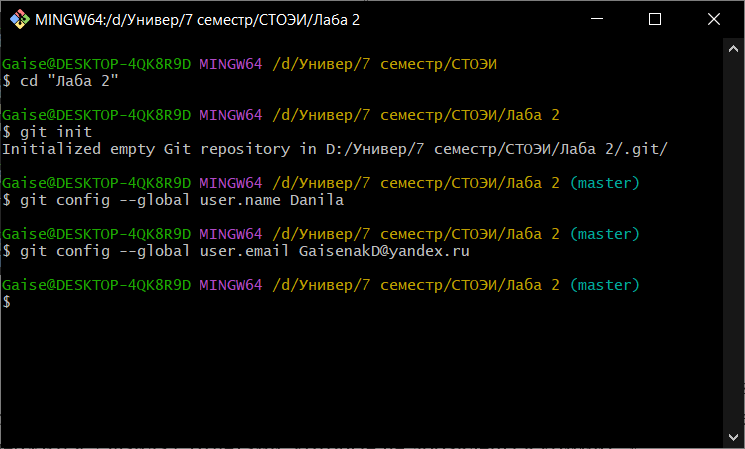 MINGW64:/d/Универ/7 семестр/СТОЭИ/Лаба 2
Gaise@DESKTOP-4QK8R9D MINGW64 /d/Универ/7 семестр/СТОЭИ
$ cd "Лаба 2"
Gaise@DESKTOP-4QK8R9D MINGW64 /d/Универ/7 семестр/СТОЭИ/Лаба 2
$ git init
Initialized empty Git repository in D:/Универ/7 семестр/СТОЭИ/Лаба 2/.git/
Gaise@DESKTOP-4QK8R9D MINGW64 /d/Универ/7 семестр/СТОЭИ/Лаба 2 (master)
$ git config --global user.name Danila
Gaise@DESKTOP-4QK8R9D MINGW64 /d/Универ/7 семестр/СТОЭИ/Лаба 2 (master)
$ git config --global user.email GaisenakD@yandex.ru
Gaise@DESKTOP-4QK8R9D MINGW64 /d/Универ/7 семестр/СТОЭИ/Лаба 2 (master)
$